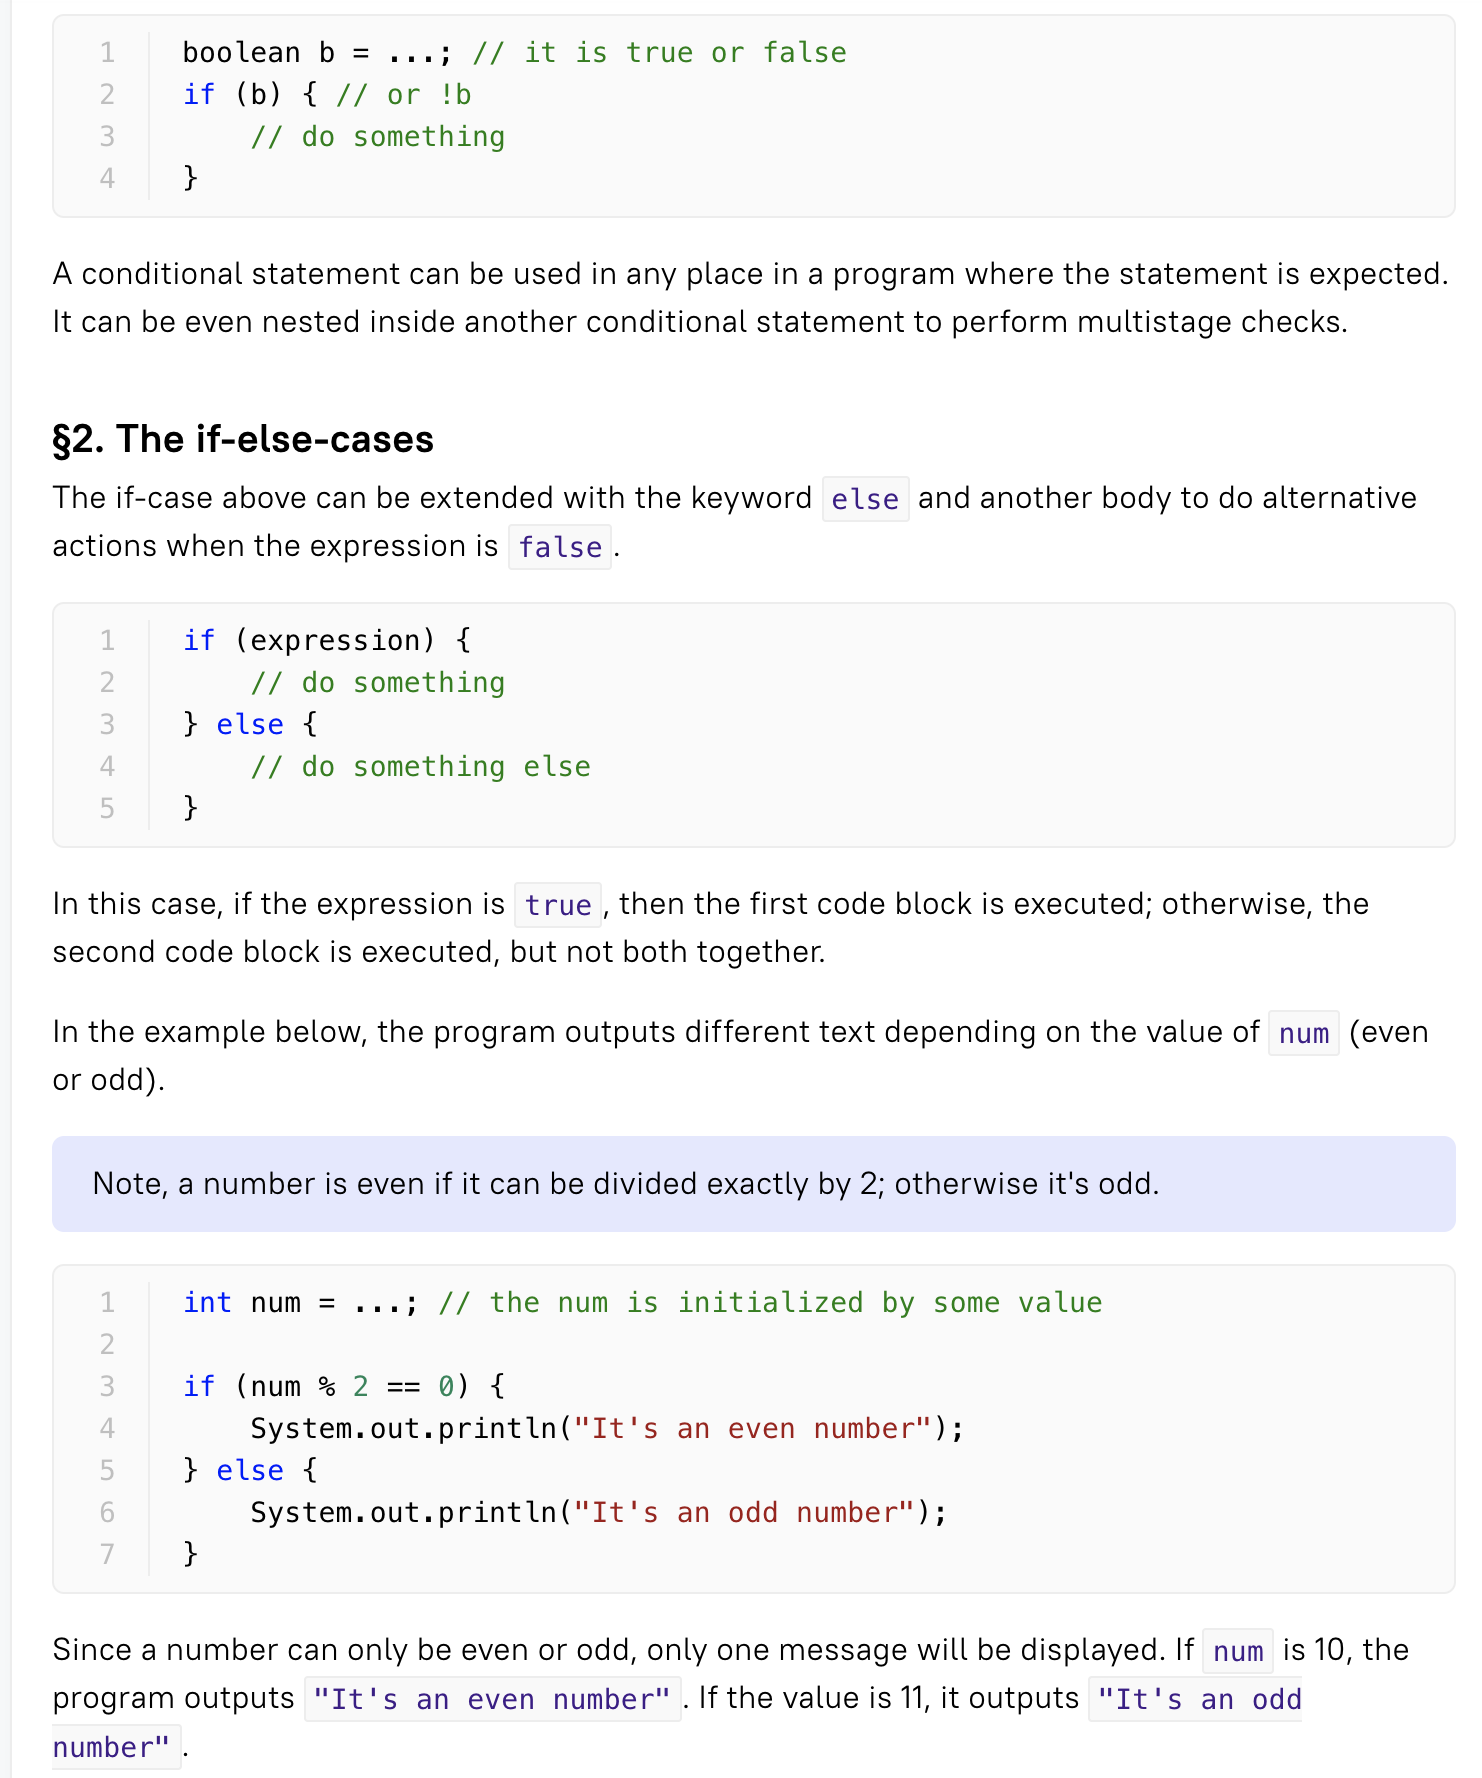 1 boolean b = ...; // it is true or false
2 if (b) { // or !b
3     // do something
4 }
A conditional statement can be used in any place in a program where the statement is expected.
It can be even nested inside another conditional statement to perform multistage checks.
§2. The if-else-cases
The if-case above can be extended with the keyword else and another body to do alternative
actions when the expression is false.
1 if (expression) {
2     // do something
3 } else {
4     // do something else
5 }
In this case, if the expression is true, then the first code block is executed; otherwise, the
second code block is executed, but not both together.
In the example below, the program outputs different text depending on the value of num (even
or odd).
Note, a number is even if it can be divided exactly by 2; otherwise it's odd.
1 int num = ...; // the num is initialized by some value
2
3 if (num % 2 == 0) {
4     System.out.println("It's an even number");
5 } else {
6     System.out.println("It's an odd number");
7 }
Since a number can only be even or odd, only one message will be displayed. If num is 10, the
program outputs "It's an even number". If the value is 11, it outputs "It's an odd
number".